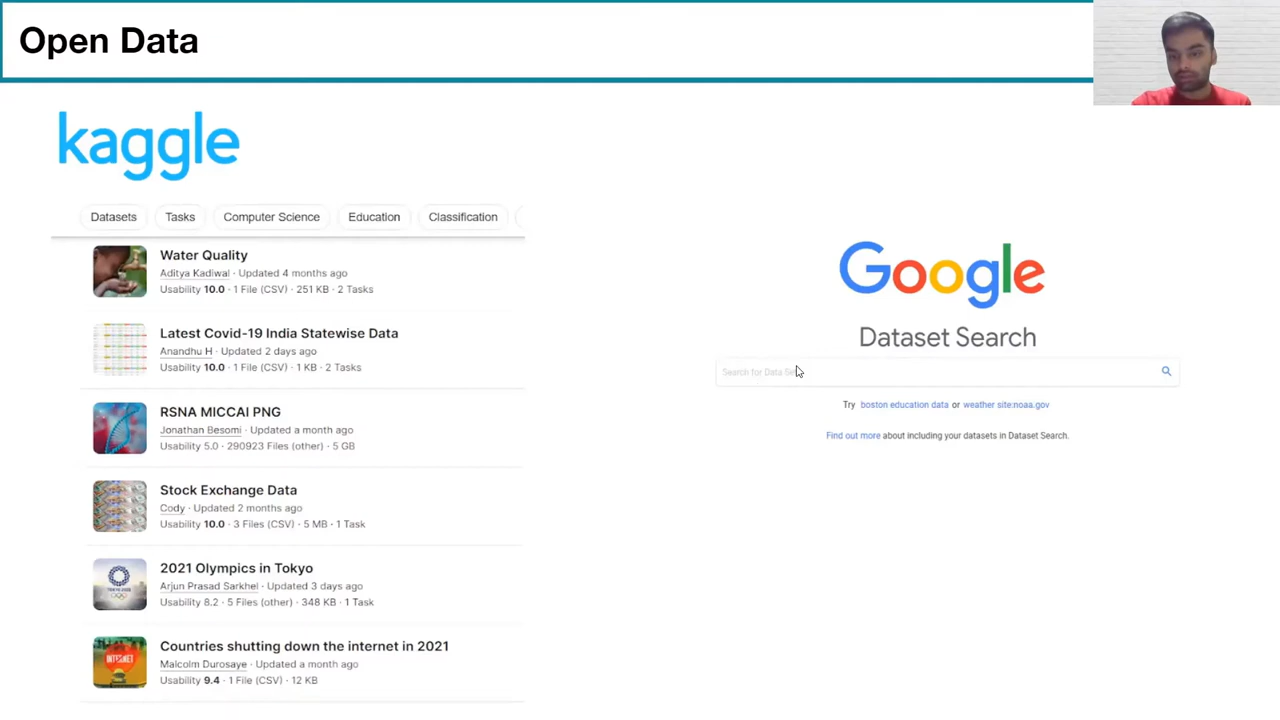 Open Data
kaggle
Datasets Tasks Computer Science Education Classification
Water Quality
Aditya Kadiwal · Updated 4 months ago
Usability 10.0 · 1 File (CSV) · 251 KB · 2 Tasks
Latest Covid-19 India Statewise Data
Anandhu H · Updated 2 days ago
Usability 10.0 · 1 File (CSV) · 1 KB · 2 Tasks
RSNA MICCAI PNG
Jonathan Besomi · Updated a month ago
Usability 5.0 · 290923 Files (other) · 5 GB
Stock Exchange Data
Cody · Updated 2 months ago
Usability 10.0 · 3 Files (CSV) · 5 MB · 1 Task
2021 Olympics in Tokyo
Arjun Prasad Sarkhel · Updated 3 days ago
Usability 8.2 · 5 Files (other) · 348 KB · 1 Task
Countries shutting down the internet in 2021
Malcolm Durosaye · Updated a month ago
Usability 9.4 · 1 File (CSV) · 12 KB
INTERNET
Google
Dataset Search
Search for Data
Try boston education data or weather site:noaa.gov
Find out more about including your datasets in Dataset Search.